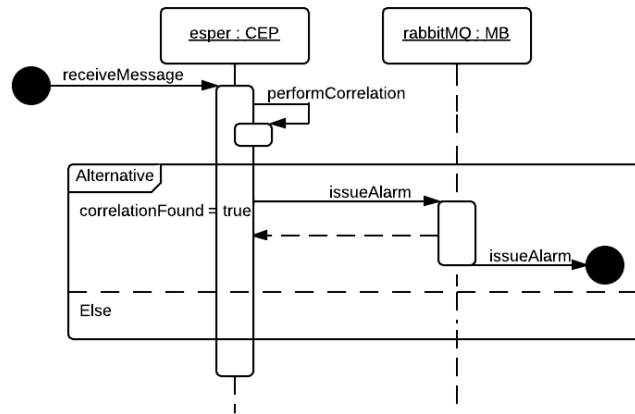 esper : CEP
rabbitMQ : MB
receiveMessage
performCorrelation
Alternative
issueAlarm
correlationFound = true
issueAlarm
Else